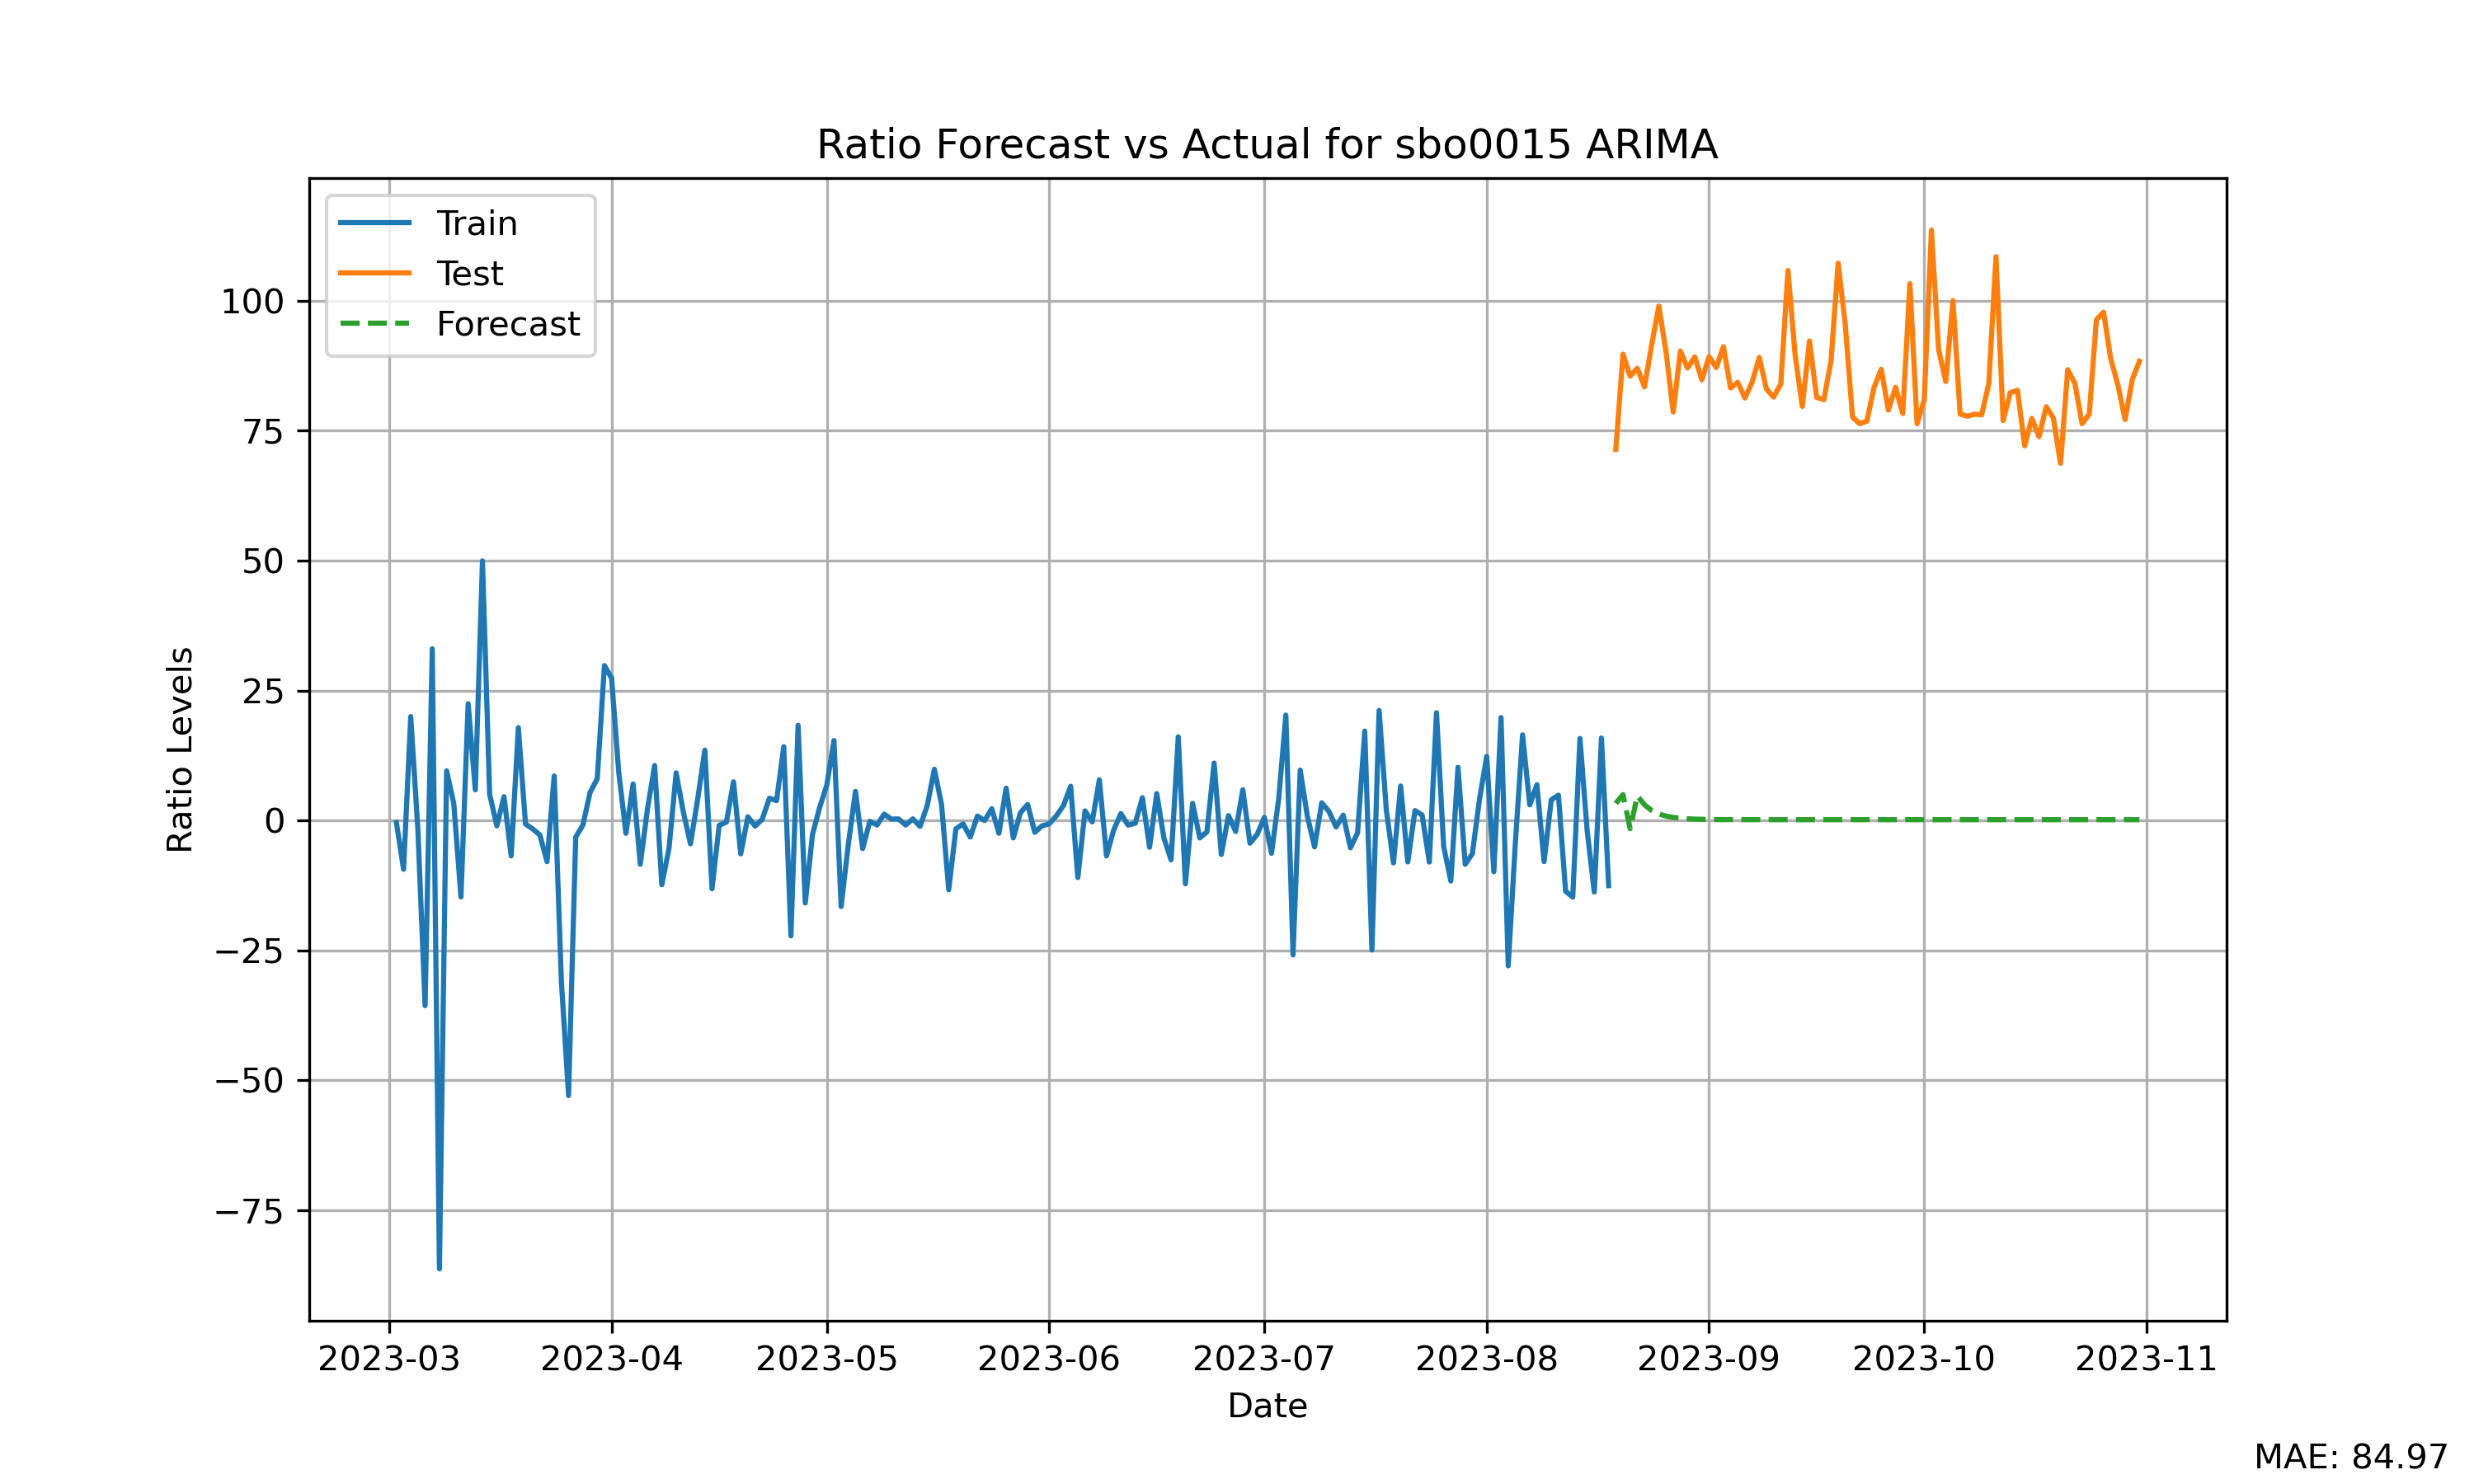 Ratio Forecast vs Actual for sbo0015 ARIMA
Train
Test
Forecast
100
75
50
25
0
−25
−50
−75
Ratio Levels
2023-03 2023-04 2023-05 2023-06 2023-07 2023-08 2023-09 2023-10 2023-11
Date
MAE: 84.97